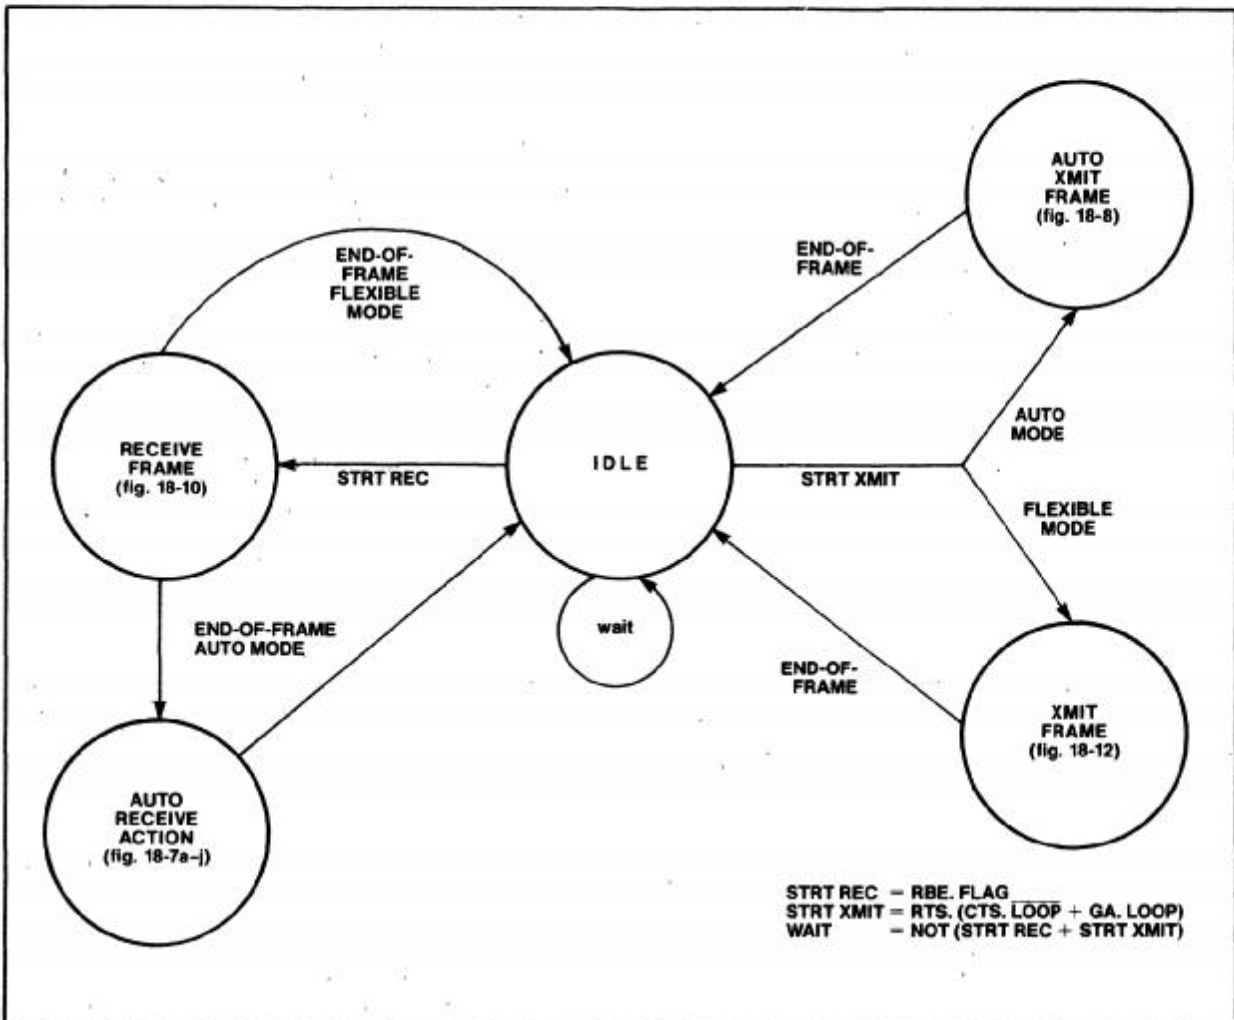 AUTO
XMIT
FRAME
(fig. 18-8)
END-OF-
FRAME
END-OF-
FRAME
FLEXIBLE
MODE
AUTO
MODE
RECEIVE
FRAME
(fig. 18-10)
STRT REC
IDLE
STRT XMIT
FLEXIBLE
MODE
END-OF-FRAME
AUTO MODE
wait
END-OF-
FRAME
XMIT
FRAME
(fig. 18-12)
AUTO
RECEIVE
ACTION
(fig. 18-7a–j)
STRT REC = RBE. FLAG
STRT XMIT = RTS. (CTS. L̅O̅O̅P̅ + GA. LOOP)
WAIT = NOT (STRT REC + STRT XMIT)